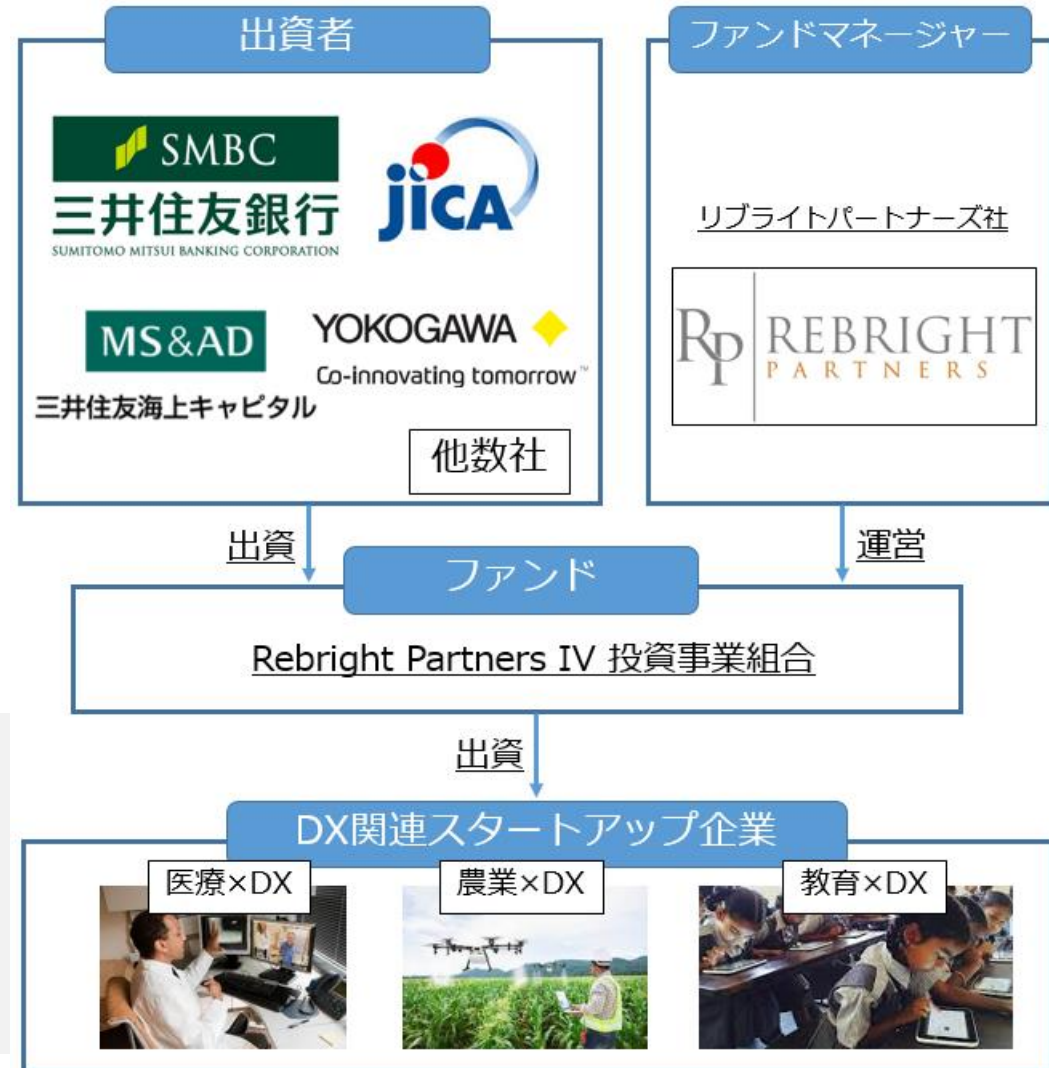 出資者
SMBC
三井住友銀行
SUMITOMO MITSUI BANKING CORPORATION
jICA
MS&AD
三井住友海上キャピタル
YOKOGAWA
Co-innovating tomorrow™
他数社
ファンドマネージャー
リブライトパートナーズ社
RP REBRIGHT
PARTNERS
出資
運営
ファンド
Rebright Partners IV 投資事業組合
出資
DX関連スタートアップ企業
医療×DX
農業×DX
教育×DX